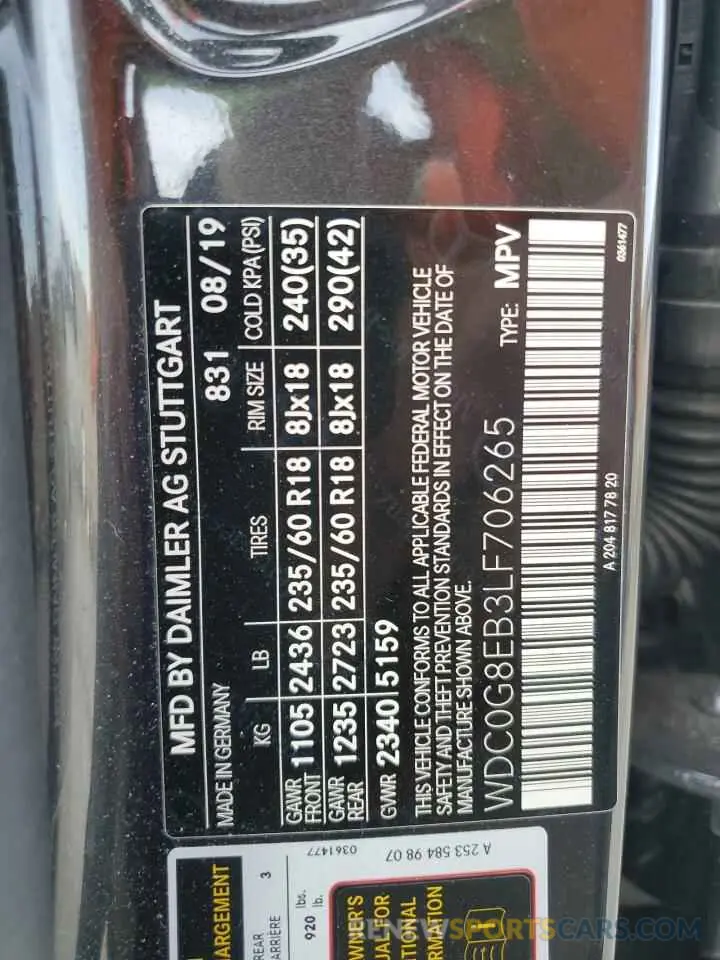 MFD BY DAIMLER AG STUTTGART
MADE IN GERMANY 831 08/19
KG LB TIRES RIM SIZE COLD KPA(PSI)
GAWR FRONT 1105 2436 235/60 R18 8Jx18 240(35)
GAWR REAR 1235 2723 235/60 R18 8Jx18 290(42)
GVWR 2340 5159
THIS VEHICLE CONFORMS TO ALL APPLICABLE FEDERAL MOTOR VEHICLE
SAFETY AND THEFT PREVENTION STANDARDS IN EFFECT ON THE DATE OF
MANUFACTURE SHOWN ABOVE.
WDC0G8EB3LF706265 TYPE: MPV
A 204 817 78 20
0361477
ARGEMENT
REAR
ARRIÈRE
3
920
lbs.
lb.
0361477
A 253 584 98 07
OWNER'S
UAL FOR
TIONAL
RMATION
RENEWSPORTSCARS.COM